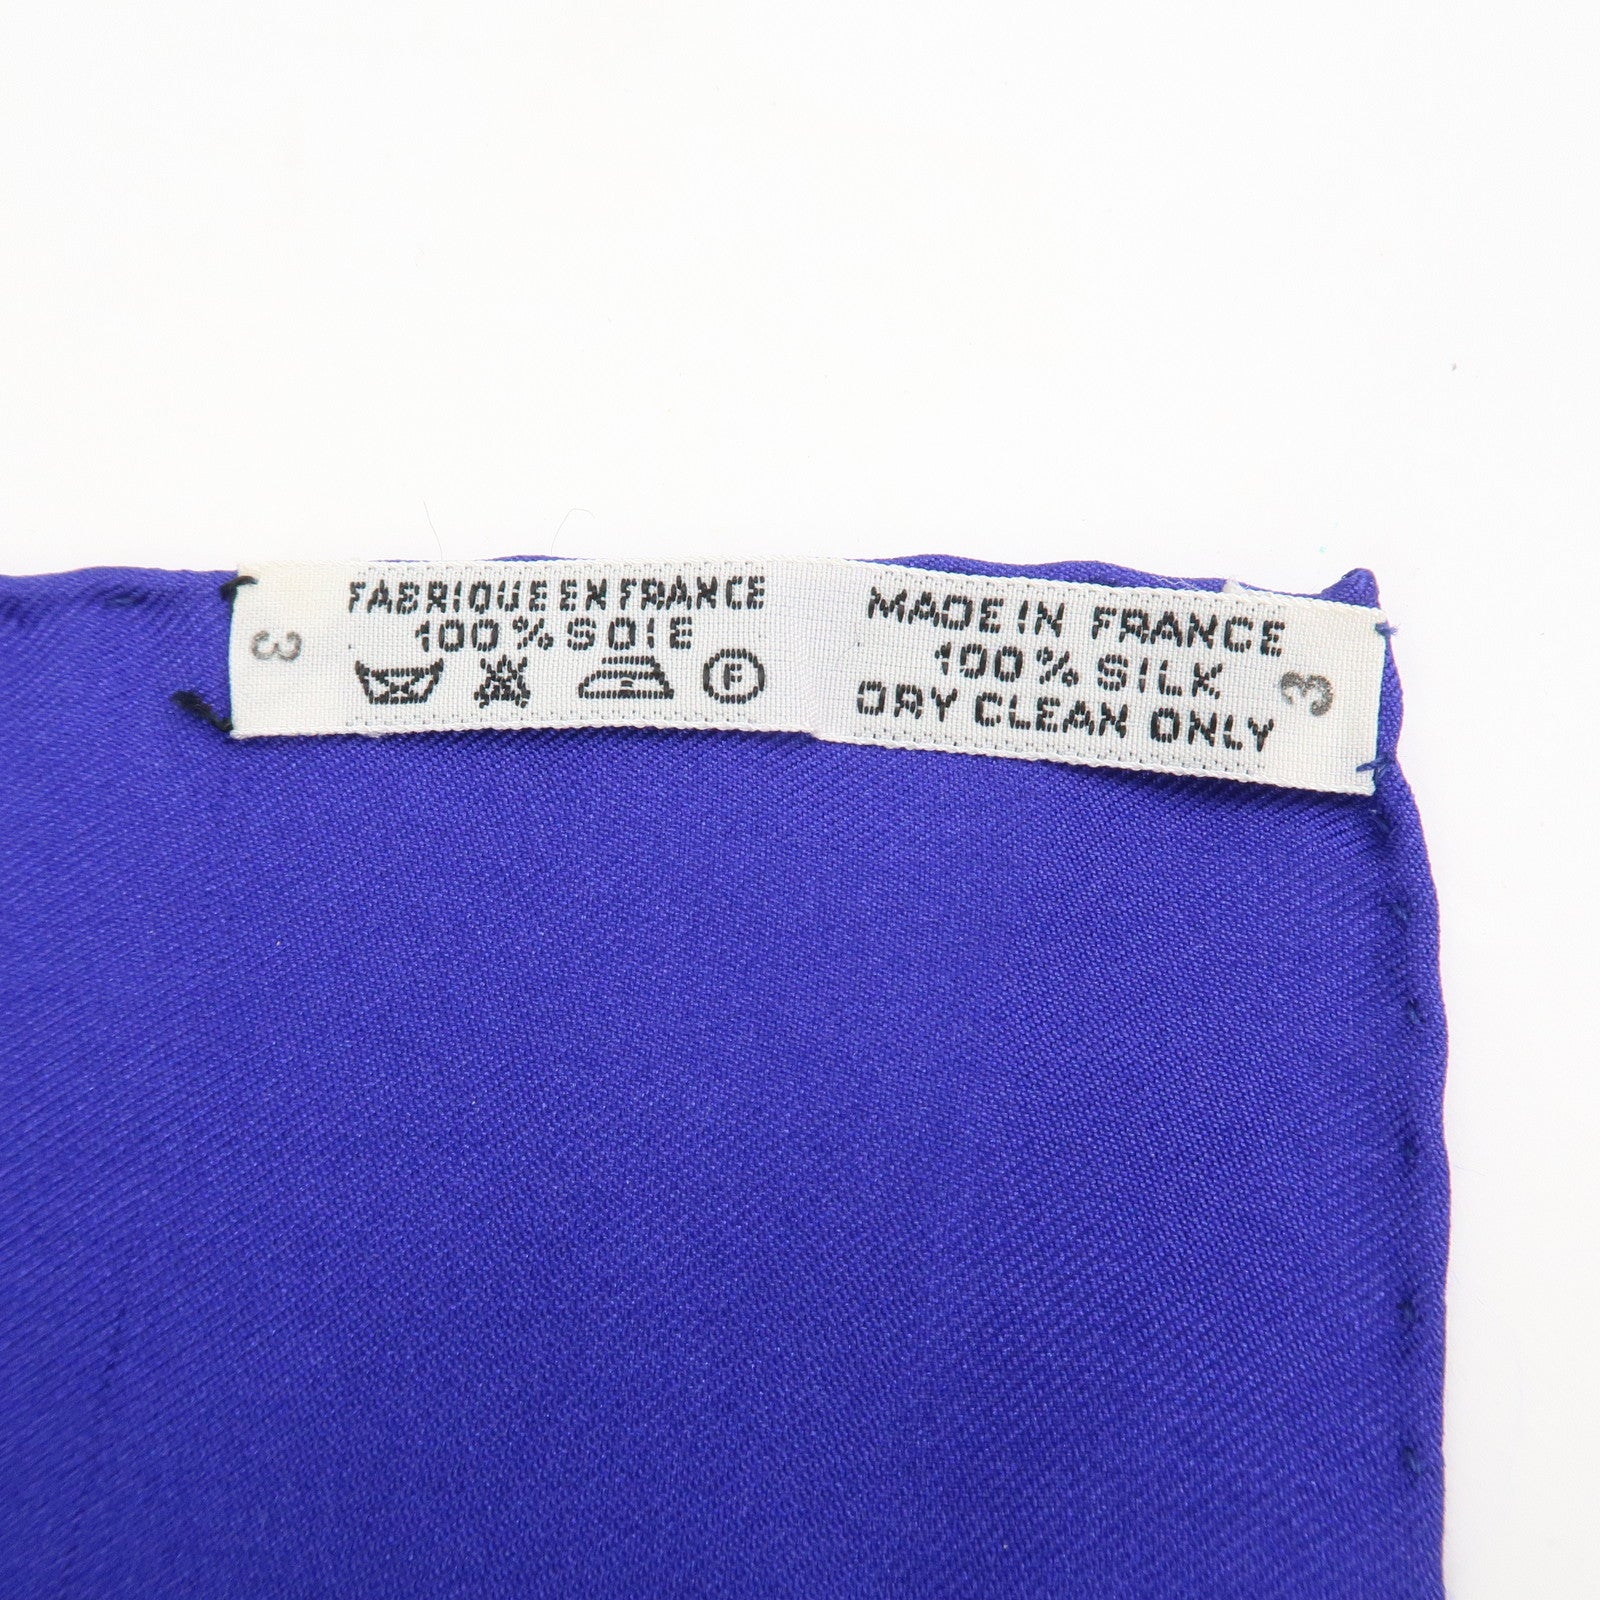 FABRIQUE EN FRANCE
100% SOIE
F
3
MADE IN FRANCE
100% SILK
DRY CLEAN ONLY
3